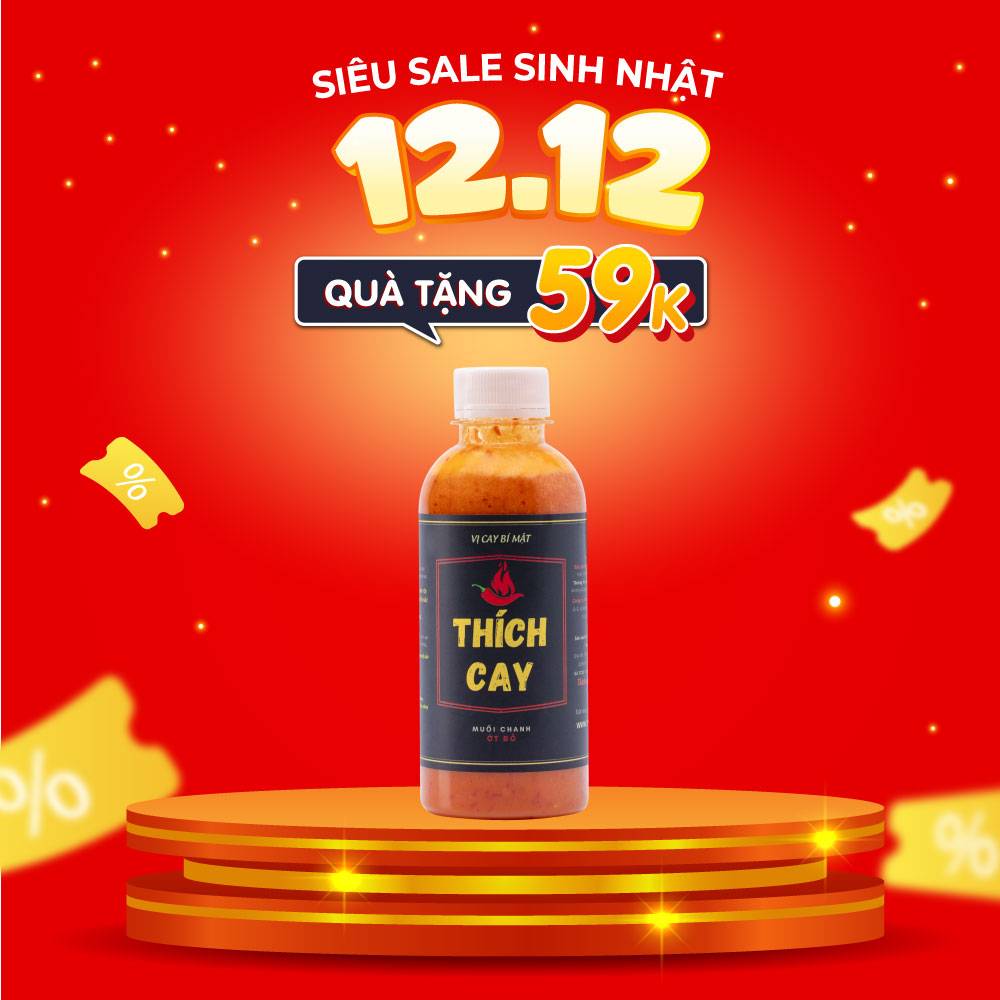 SIÊU SALE SINH NHẬT
12.12
QUÀ TẶNG 59K
%
%
VỊ CAY BÍ MẬT
THÍCH
CAY
MUỐI CHANH
ỚT ĐỎ
%
%